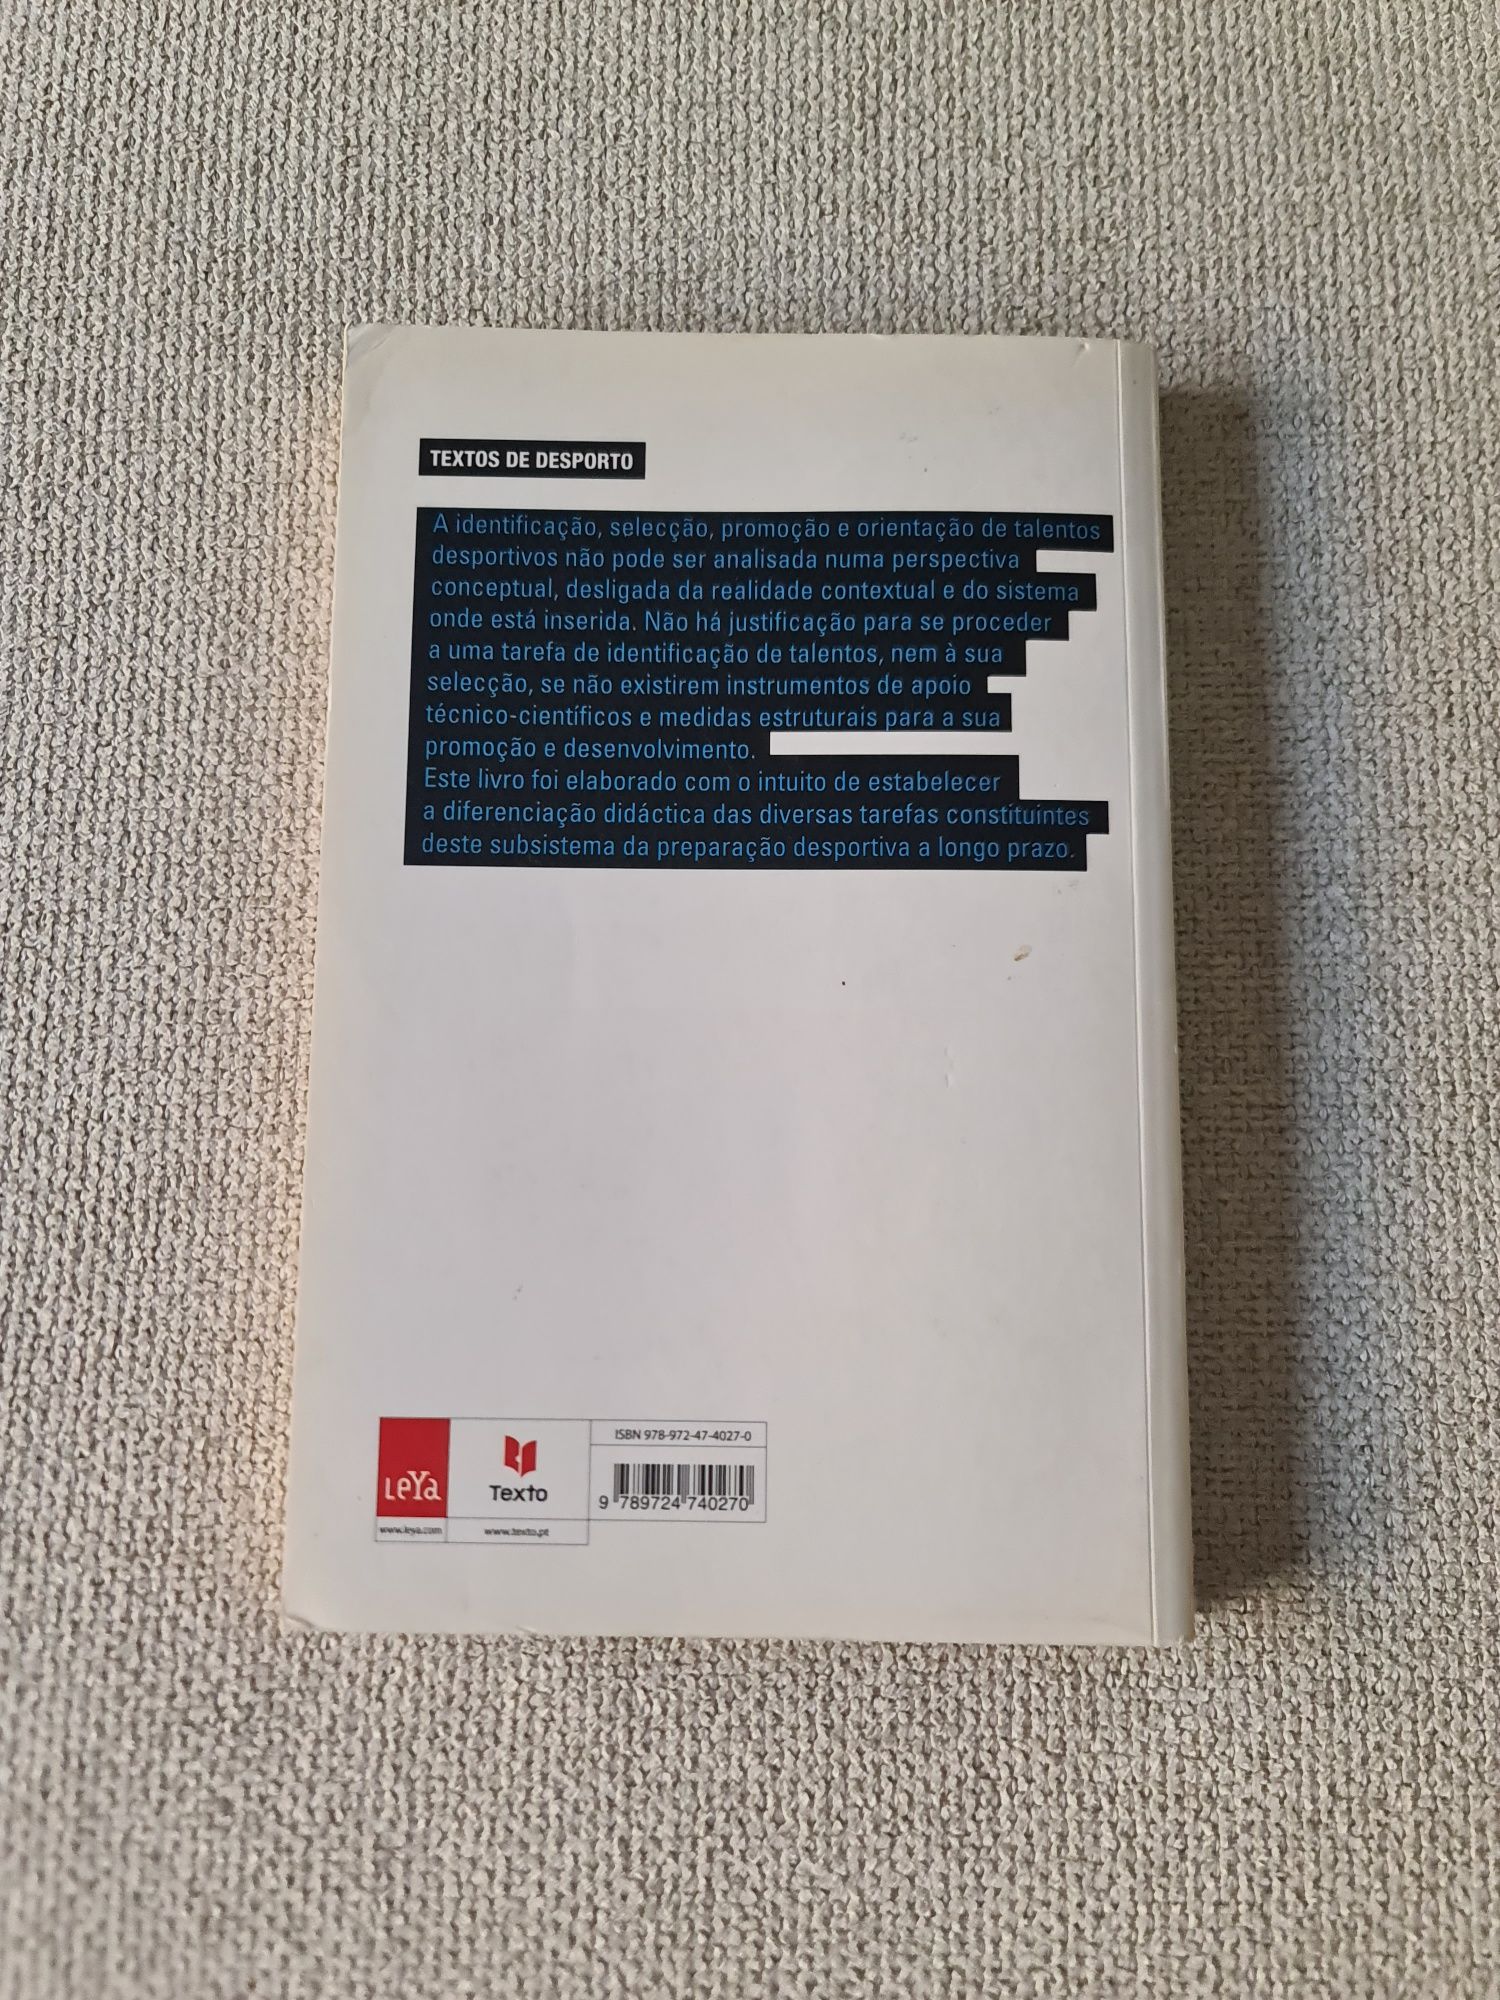 TEXTOS DE DESPORTO
A identificação, selecção, promoção e orientação de talentos
desportivos não pode ser analisada numa perspectiva
conceptual, desligada da realidade contextual e do sistema
onde está inserida. Não há justificação para se proceder
a uma tarefa de identificação de talentos, nem à sua
selecção, se não existirem instrumentos de apoio
técnico-científicos e medidas estruturais para a sua
promoção e desenvolvimento.
Este livro foi elaborado com o intuito de estabelecer
a diferenciação didáctica das diversas tarefas constituintes
deste subsistema da preparação desportiva a longo prazo.
LEYA
www.leya.com
Texto
www.texto.pt
ISBN 978-972-47-4027-0
9 789724 740270